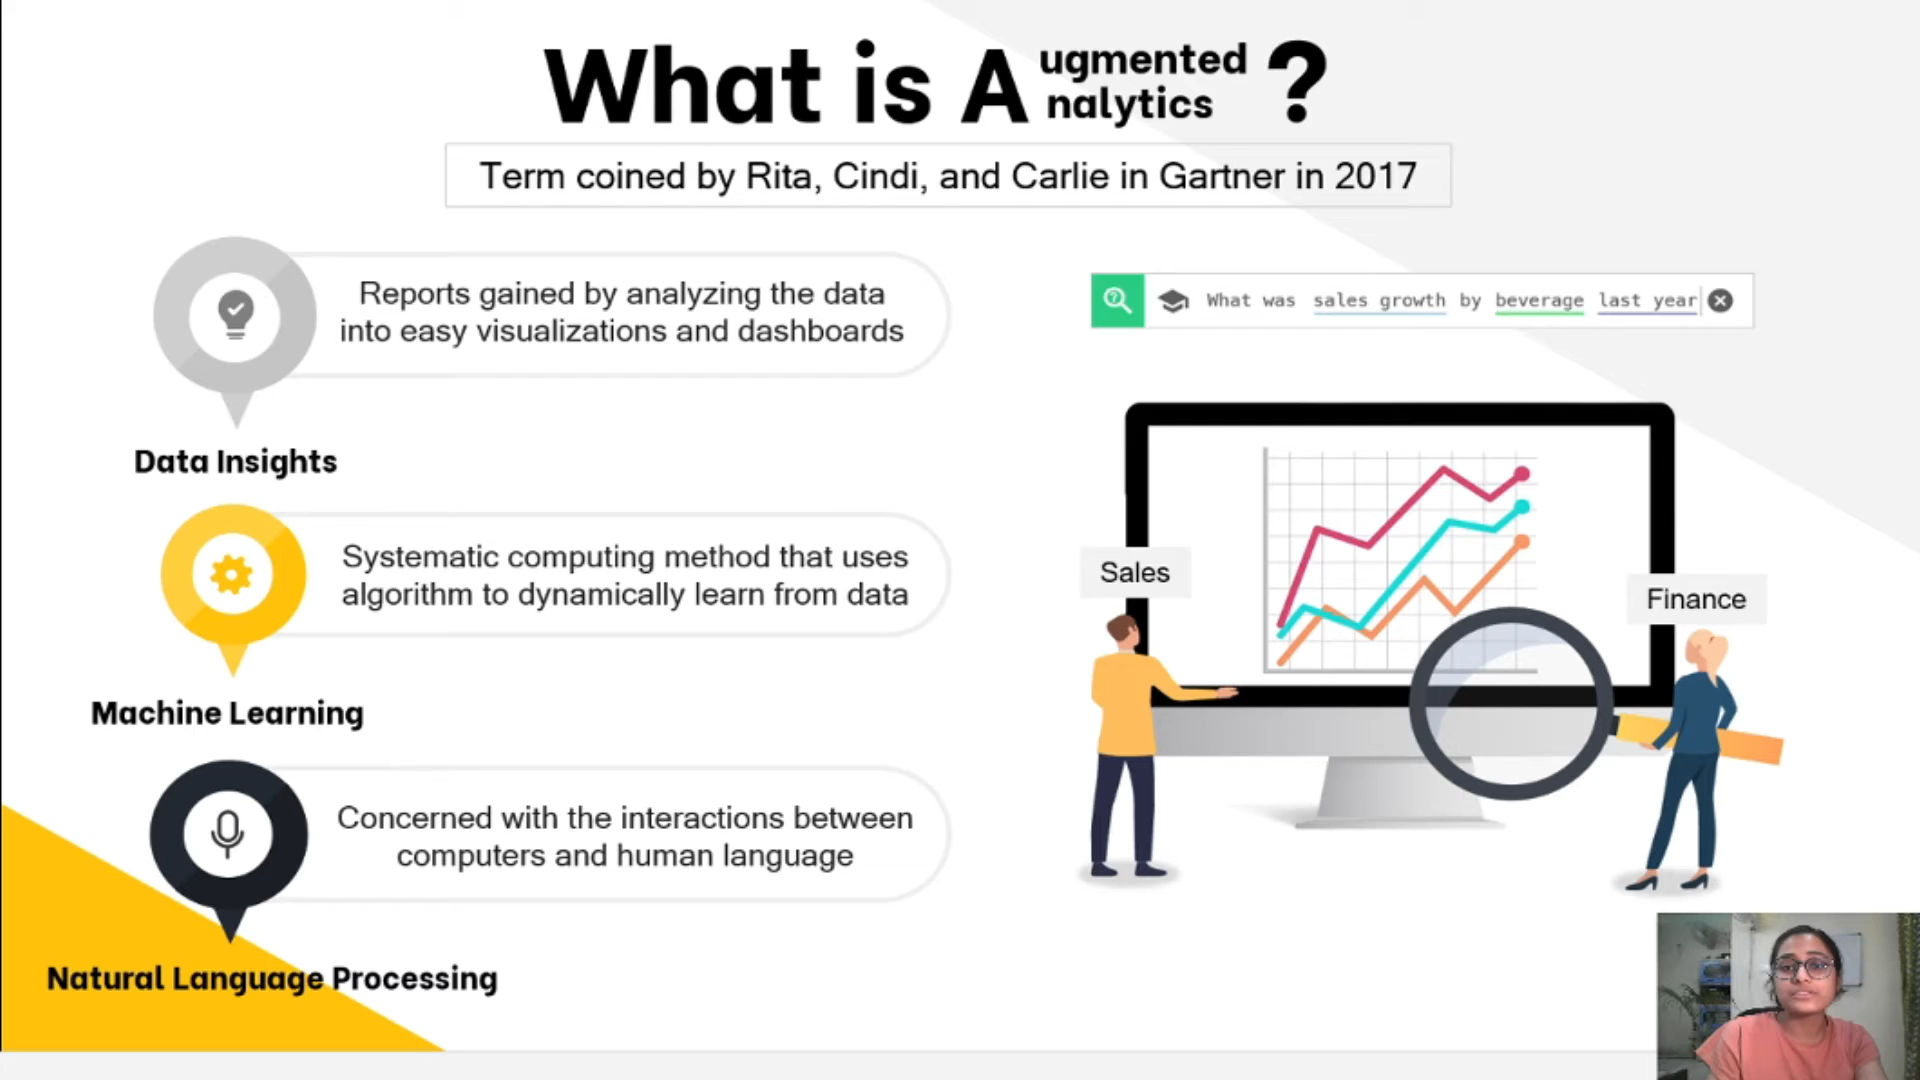 What is Augmented Analytics ?
Term coined by Rita, Cindi, and Carlie in Gartner in 2017
Reports gained by analyzing the data
into easy visualizations and dashboards
Data Insights
Systematic computing method that uses
algorithm to dynamically learn from data
Machine Learning
Concerned with the interactions between
computers and human language
Natural Language Processing
What was sales growth by beverage last year
Sales
Finance